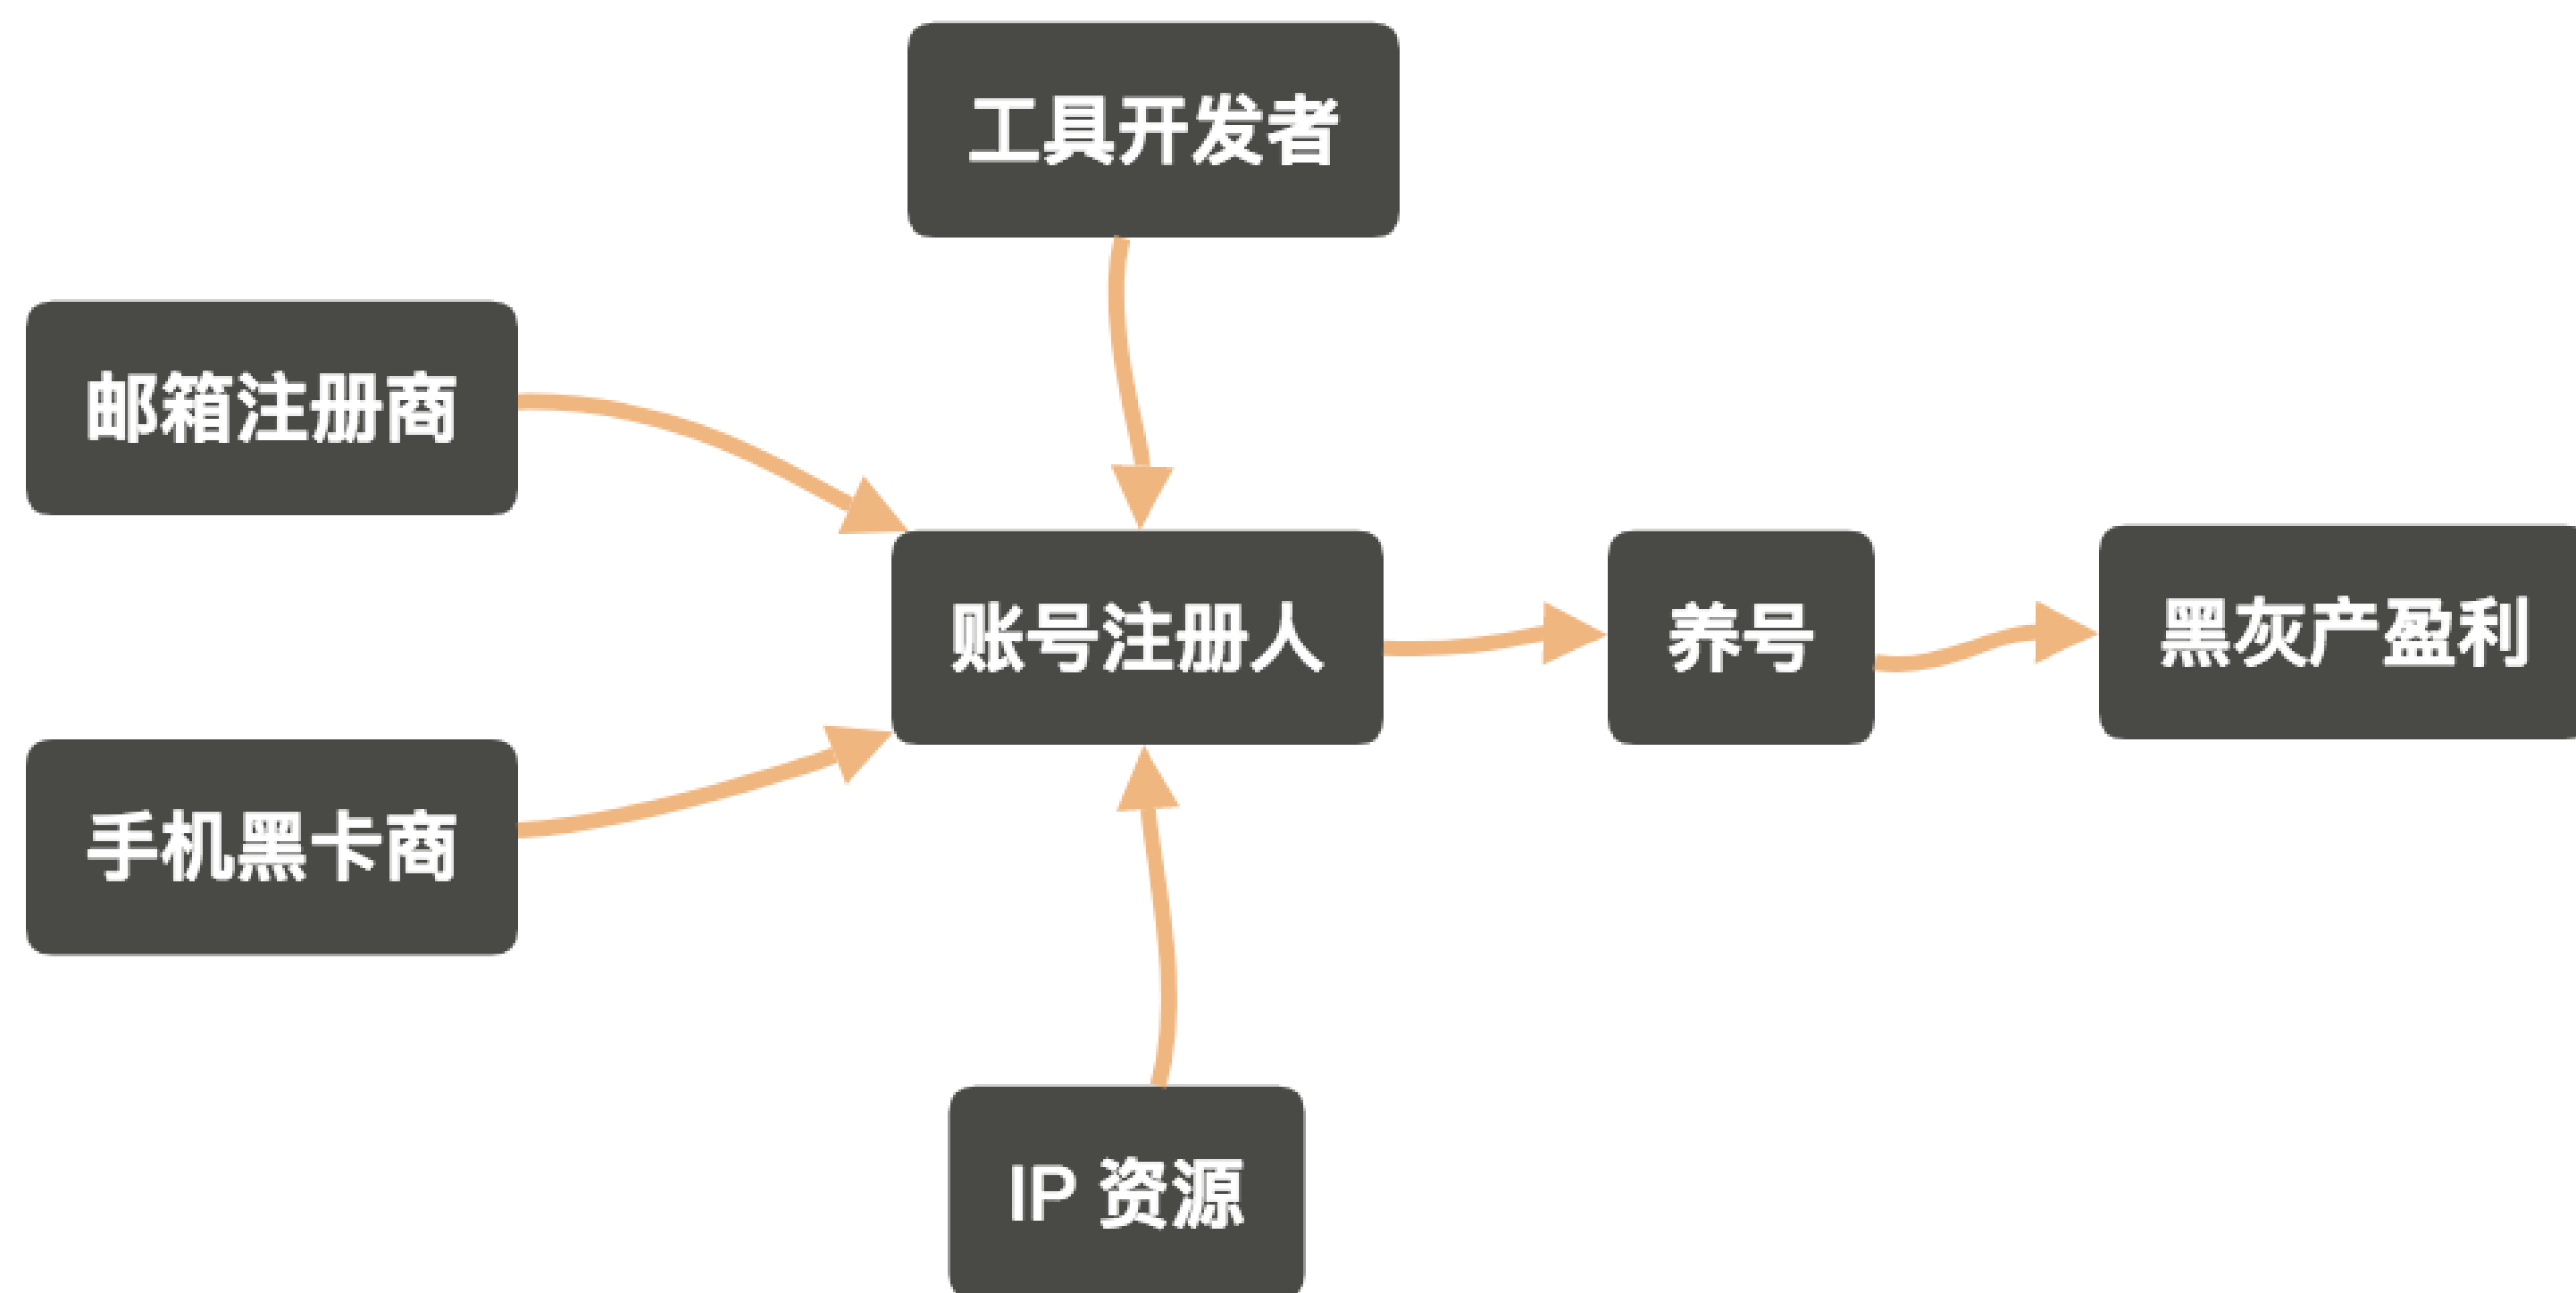 工具开发者
邮箱注册商
账号注册人
养号
黑灰产盈利
手机黑卡商
IP 资源